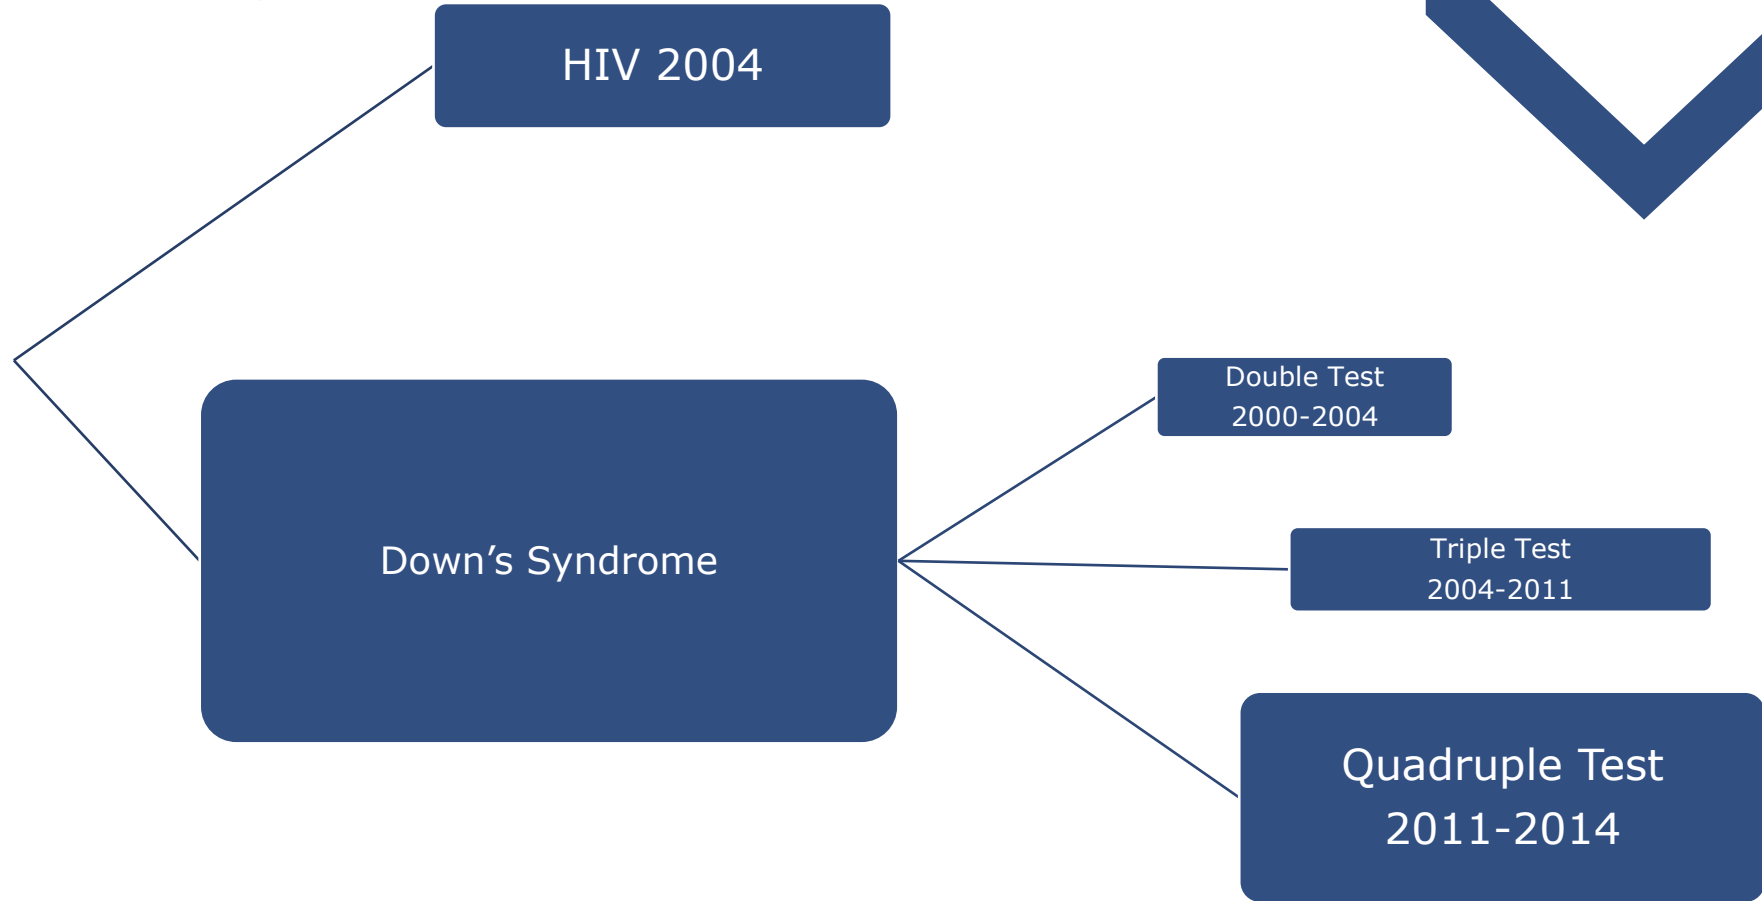 HIV 2004
Down’s Syndrome
Double Test
2000-2004
Triple Test
2004-2011
Quadruple Test
2011-2014